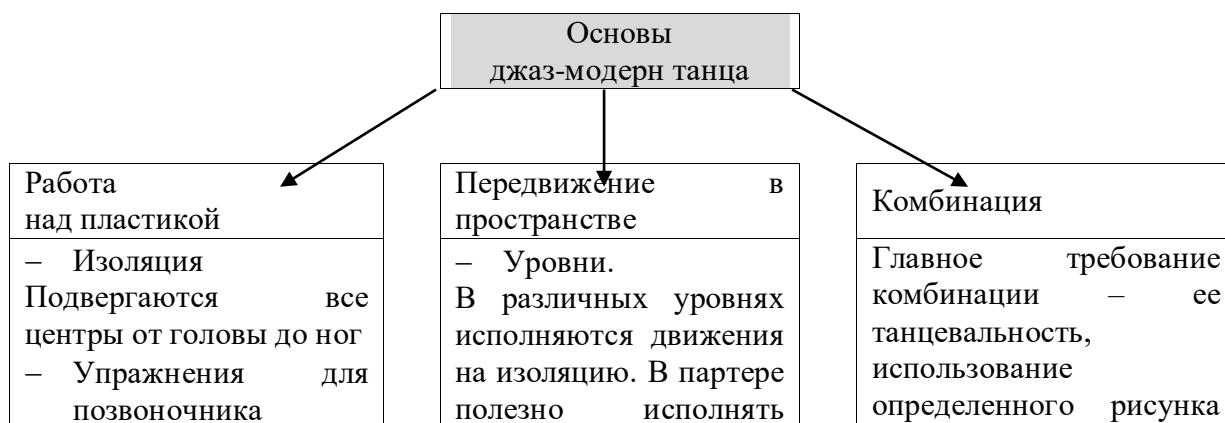 Основы
джаз-модерн танца
Работа
над пластикой
– Изоляция
Подвергаются все
центры от головы до ног
– Упражнения для
позвоночника
Передвижение в
пространстве
– Уровни.
В различных уровнях
исполняются движения
на изоляцию. В партере
полезно исполнять
Комбинация
Главное требование
комбинации – ее
танцевальность,
использование
определенного рисунка